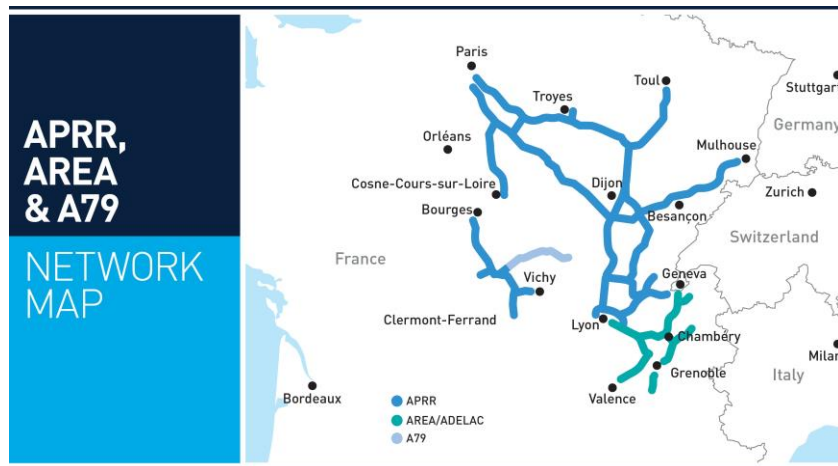 APRR,
AREA
& A79
NETWORK
MAP
Paris
Toul
Troyes
Stuttgart
Germany
Orléans
Mulhouse
Cosne-Cours-sur-Loire
Dijon
Zurich
Bourges
Besançon
Switzerland
France
Geneva
Vichy
Clermont-Ferrand
Lyon
Chambéry
Milan
Grenoble
Italy
Bordeaux
Valence
APRR
AREA/ADELAC
A79